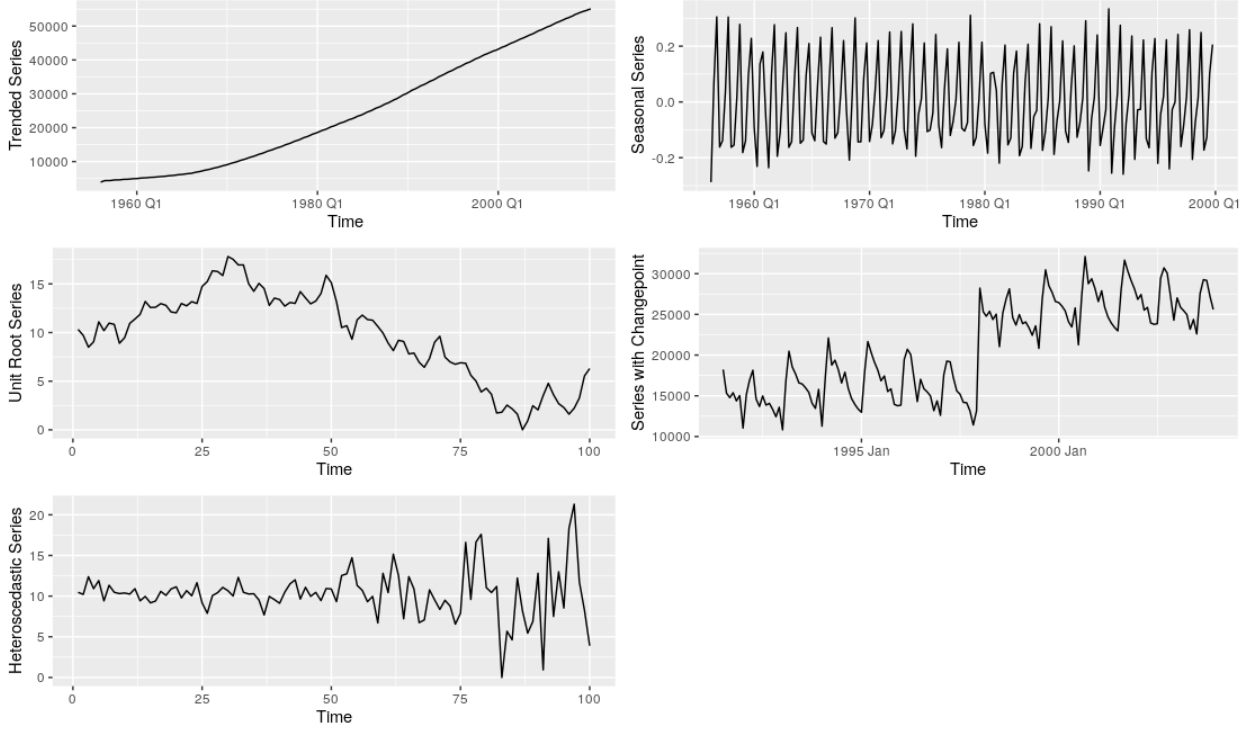 Trended Series
50000
40000
30000
20000
10000
1960 Q1
1980 Q1
2000 Q1
Time
Seasonal Series
0.2
0.0
-0.2
1960 Q1
1970 Q1
1980 Q1
1990 Q1
2000 Q1
Time
Unit Root Series
15
10
5
0
0
25
50
75
100
Time
Series with Changepoint
30000
25000
20000
15000
10000
1995 Jan
2000 Jan
Time
Heteroscedastic Series
20
15
10
5
0
0
25
50
75
100
Time